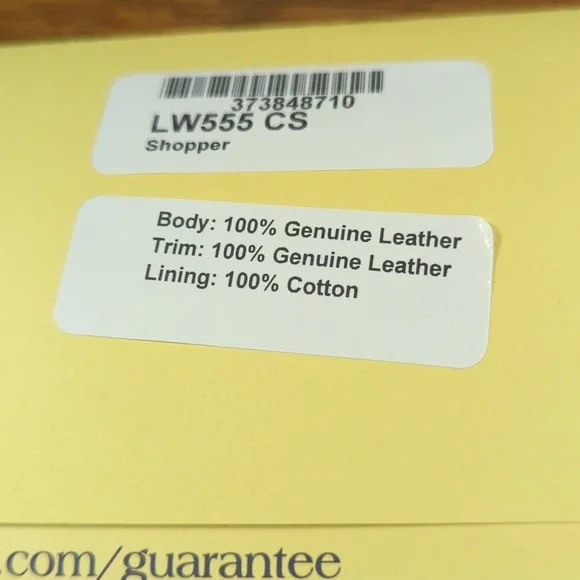 373848710
LW555 CS
Shopper
Body: 100% Genuine Leather
Trim: 100% Genuine Leather
Lining: 100% Cotton
.com/guarantee